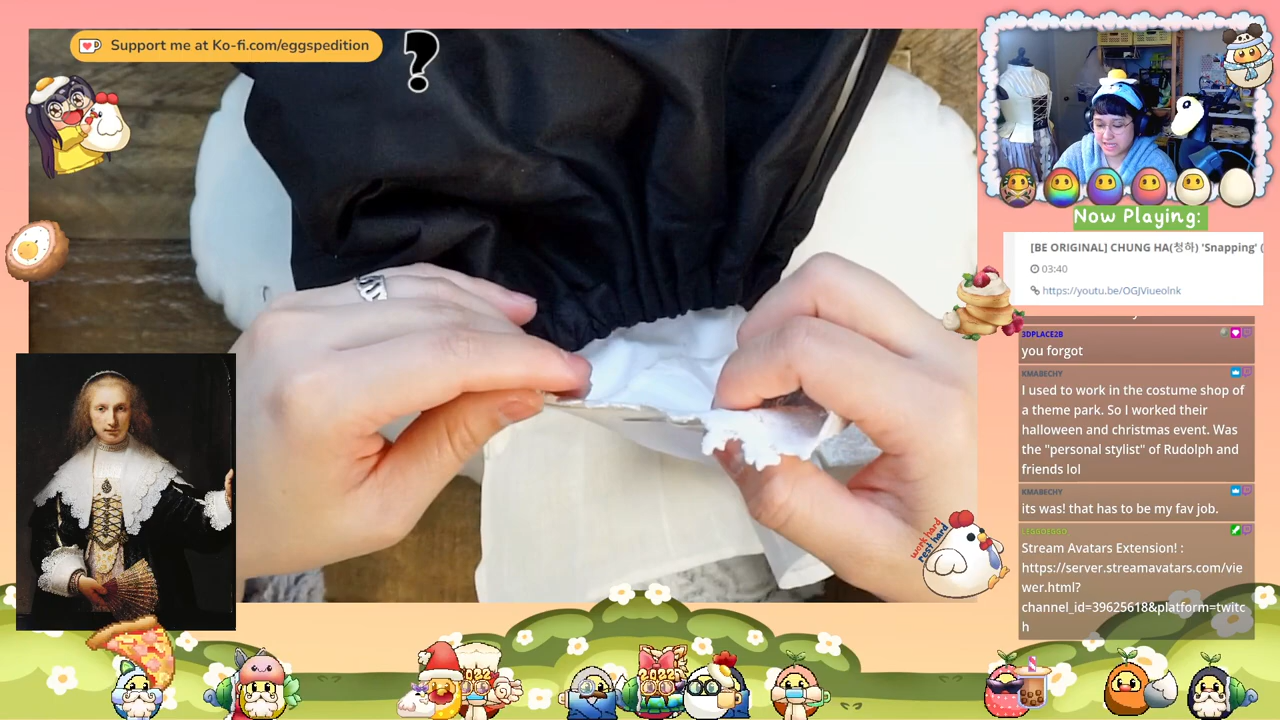 Support me at Ko-fi.com/eggspedition
?
Now Playing:
[BE ORIGINAL] CHUNG HA(청하) 'Snapping' (
03:40
https://youtu.be/OGJViueolnk
3DPLACE2B
you forgot
KMABECHY
I used to work in the costume shop of
a theme park. So I worked their
halloween and christmas event. Was
the "personal stylist" of Rudolph and
friends lol
KMABECHY
its was! that has to be my fav job.
Stream Avatars Extension! :
https://server.streamavatars.com/vie
wer.html?
channel_id=39625618&platform=twitc
h
work hard
rest hard
2022
2022